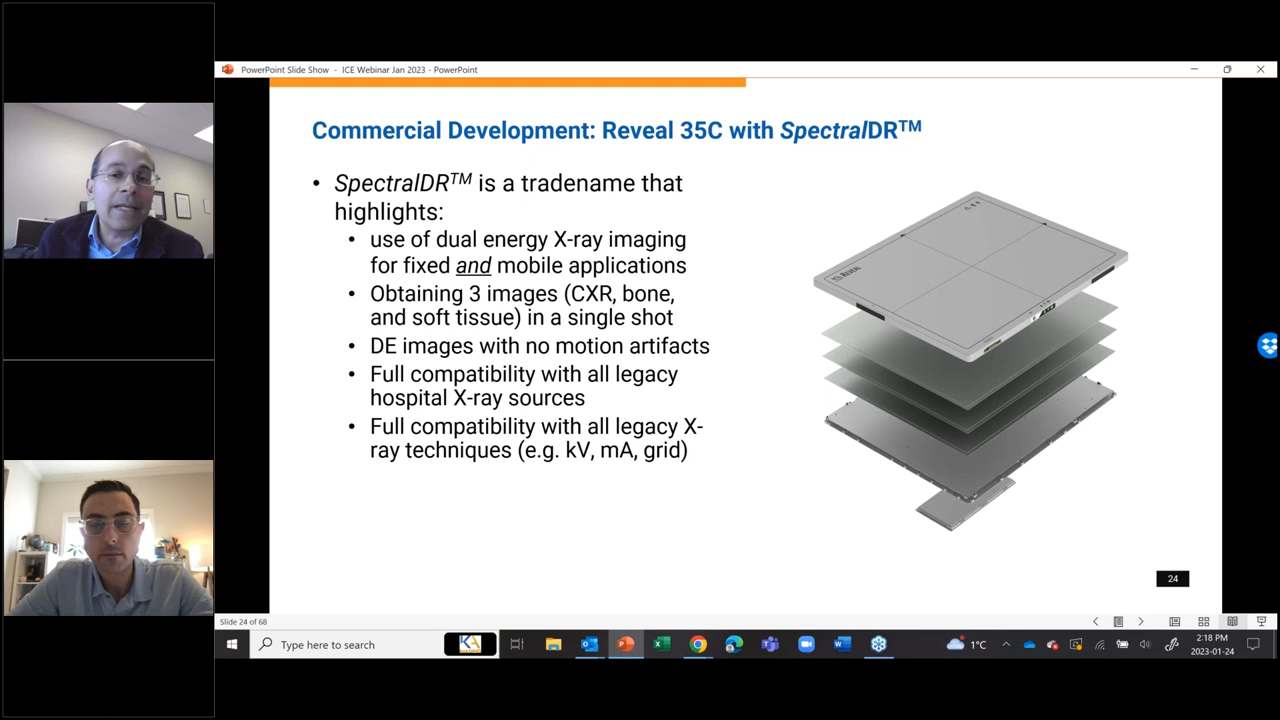 PowerPoint Slide Show - ICE Webinar Jan 2023 - PowerPoint
Commercial Development: Reveal 35C with SpectralDR™
• SpectralDR™ is a tradename that
highlights:
• use of dual energy X-ray imaging
for fixed and mobile applications
• Obtaining 3 images (CXR, bone,
and soft tissue) in a single shot
• DE images with no motion artifacts
• Full compatibility with all legacy
hospital X-ray sources
• Full compatibility with all legacy X-
ray techniques (e.g. kV, mA, grid)
24
Slide 24 of 68
Type here to search
1°C
2:18 PM
2023-01-24